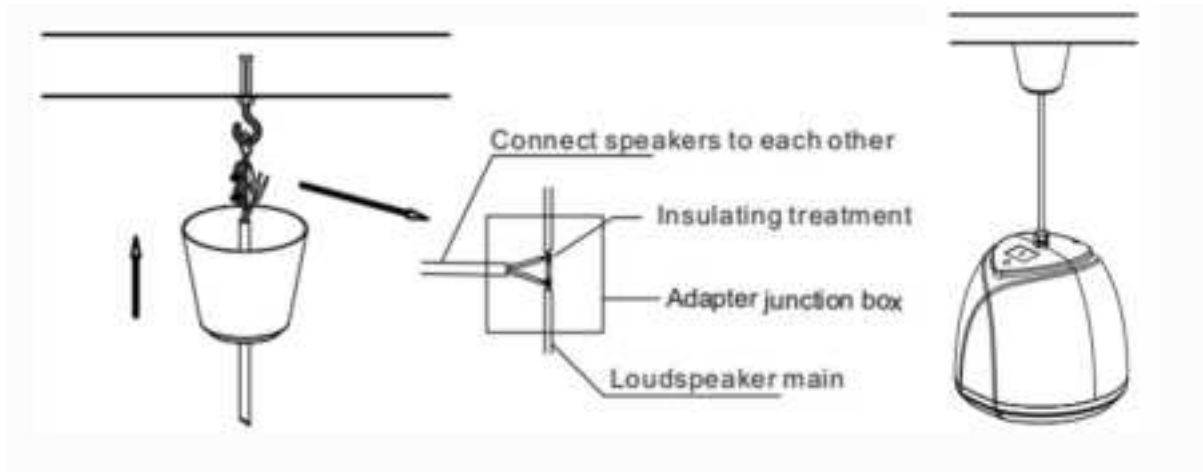 Connect speakers to each other
Insulating treatment
Adapter junction box
Loudspeaker main